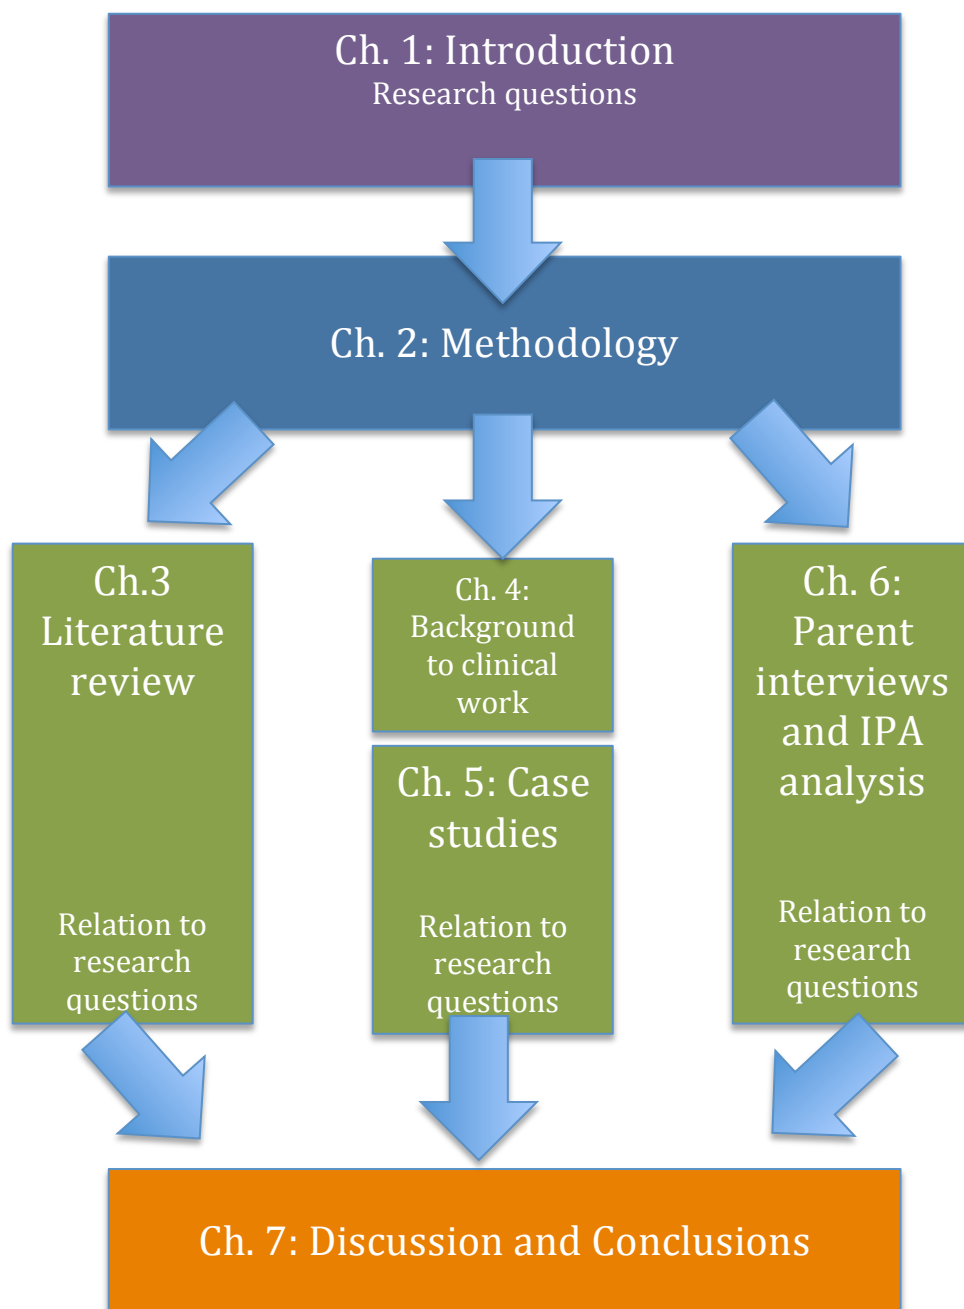 Ch. 1: Introduction
Research questions
Ch. 2: Methodology
Ch.3
Literature
review
Relation to
research
questions
Ch. 4:
Background
to clinical
work
Ch. 5: Case
studies
Relation to
research
questions
Ch. 6:
Parent
interviews
and IPA
analysis
Relation to
research
questions
Ch. 7: Discussion and Conclusions